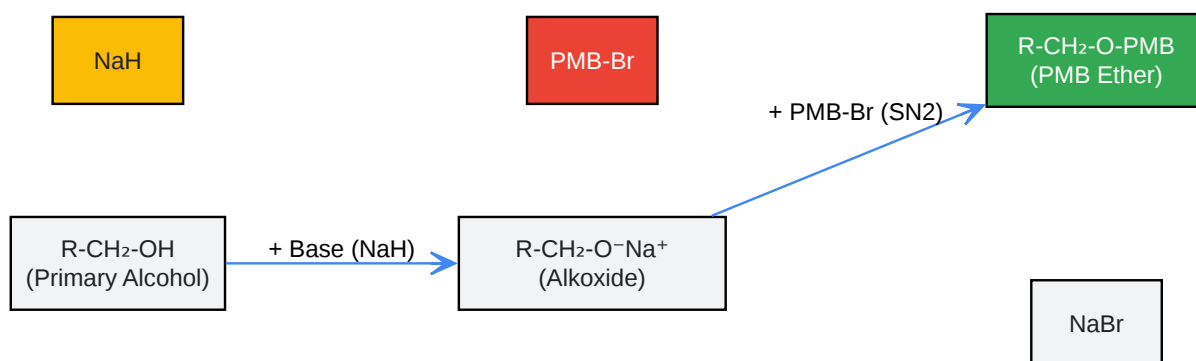 NaH
PMB-Br
R-CH₂-O-PMB
(PMB Ether)
+ PMB-Br (SN2)
R-CH₂-OH
(Primary Alcohol)
+ Base (NaH)
R-CH₂-O⁻Na⁺
(Alkoxide)
NaBr